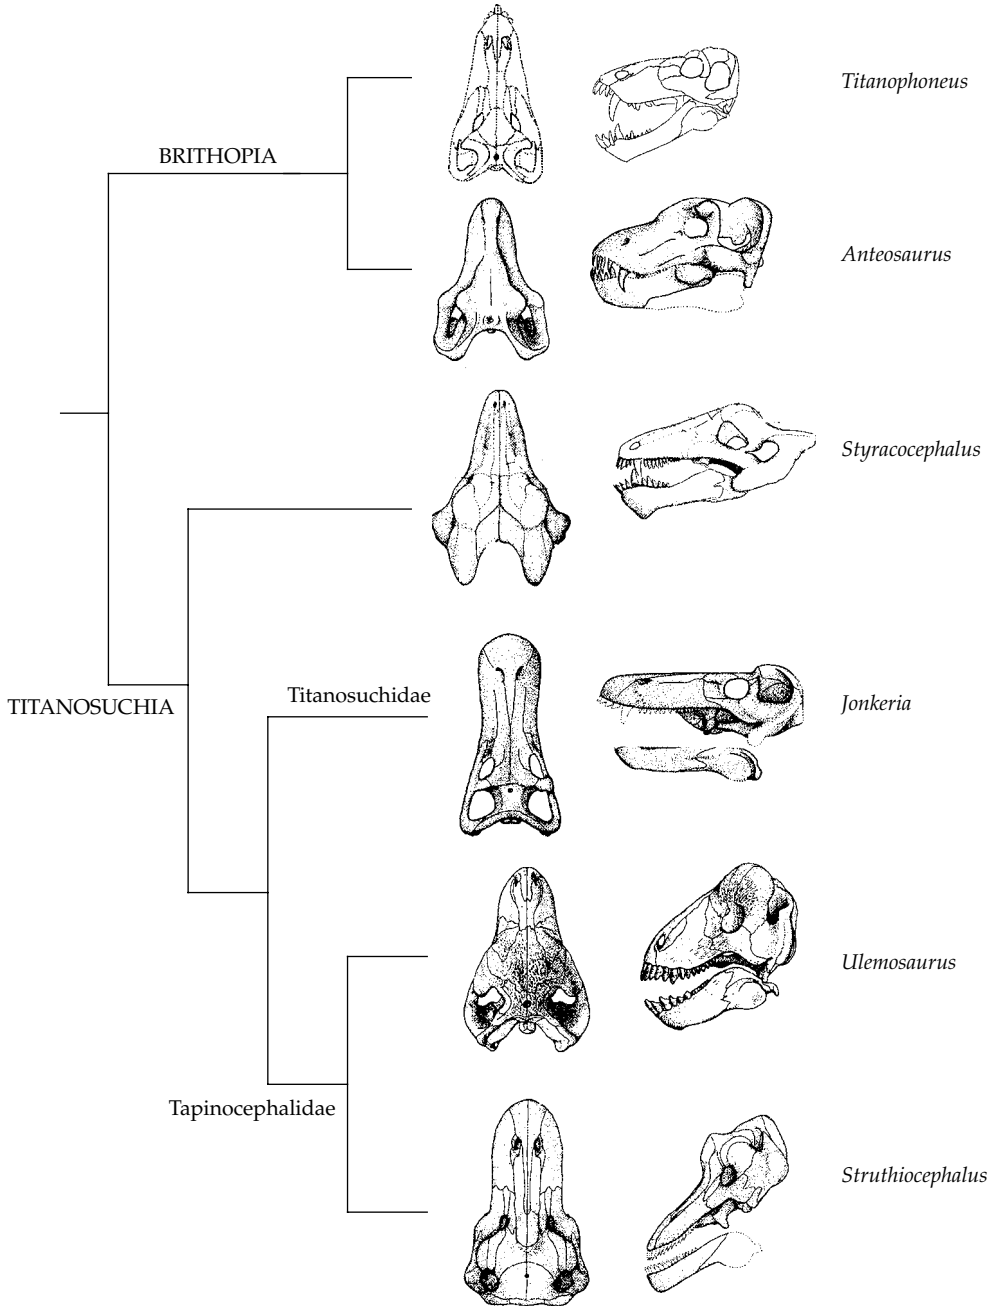 Titanophoneus
BRITHOPIA
Anteosaurus
Styracocephalus
Titanosuchidae
Jonkeria
TITANOSUCHIA
Ulemosaurus
Tapinocephalidae
Struthiocephalus